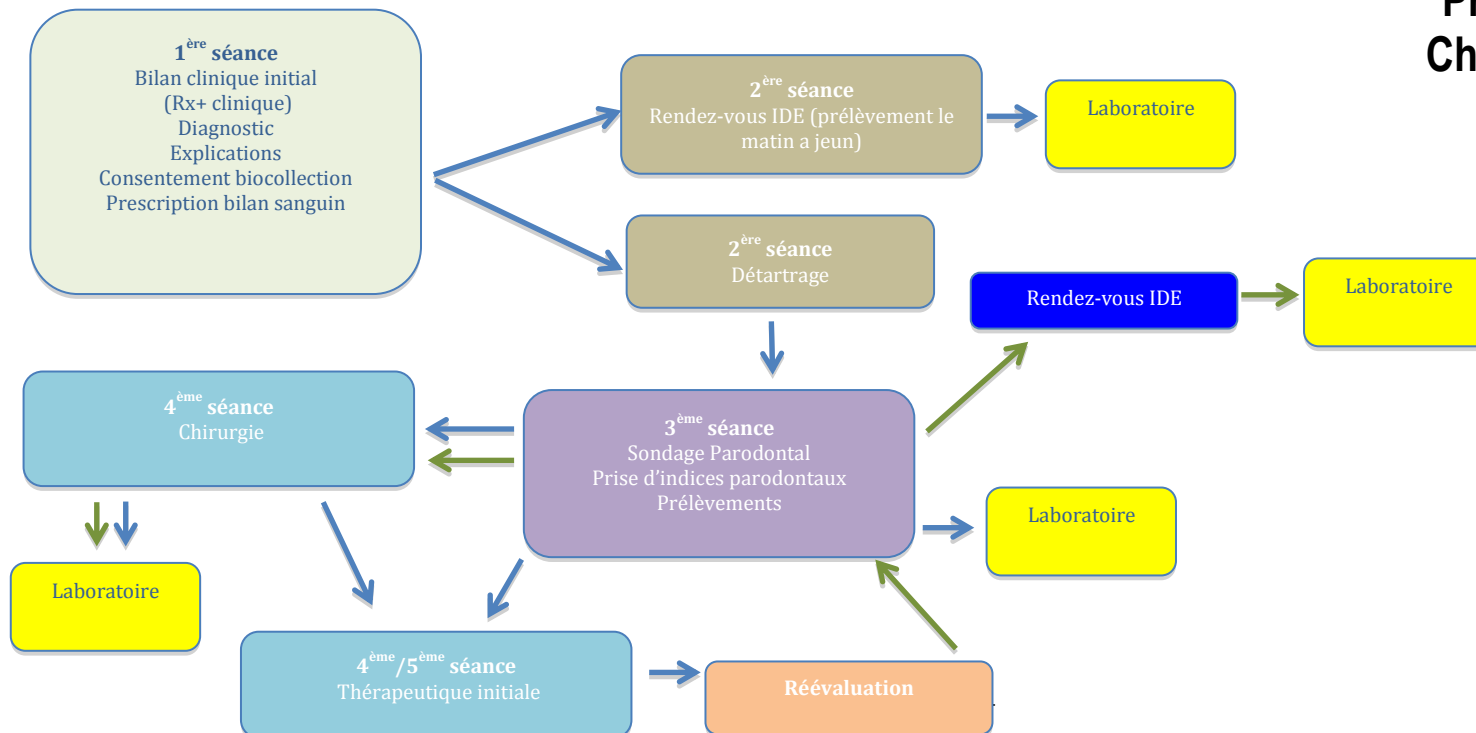 1ère séance
Bilan clinique initial
(Rx+ clinique)
Diagnostic
Explications
Consentement biocollection
Prescription bilan sanguin
2ère séance
Rendez-vous IDE (prélèvement le
matin a jeun)
Laboratoire
2ère séance
Détartrage
Rendez-vous IDE
Laboratoire
4ème séance
Chirurgie
3ème séance
Sondage Parodontal
Prise d’indices parodontaux
Prélèvements
Laboratoire
Laboratoire
4ème/5ème séance
Thérapeutique initiale
Réévaluation
.